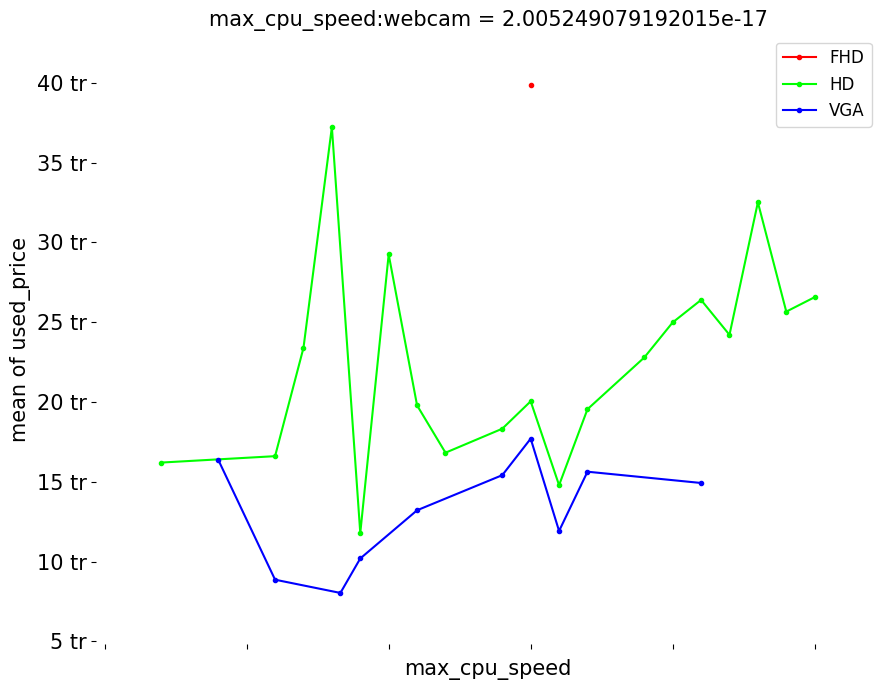 max_cpu_speed:webcam = 2.005249079192015e-17
FHD
HD
VGA
40 tr
35 tr
30 tr
25 tr
20 tr
15 tr
10 tr
5 tr
mean of used_price
max_cpu_speed